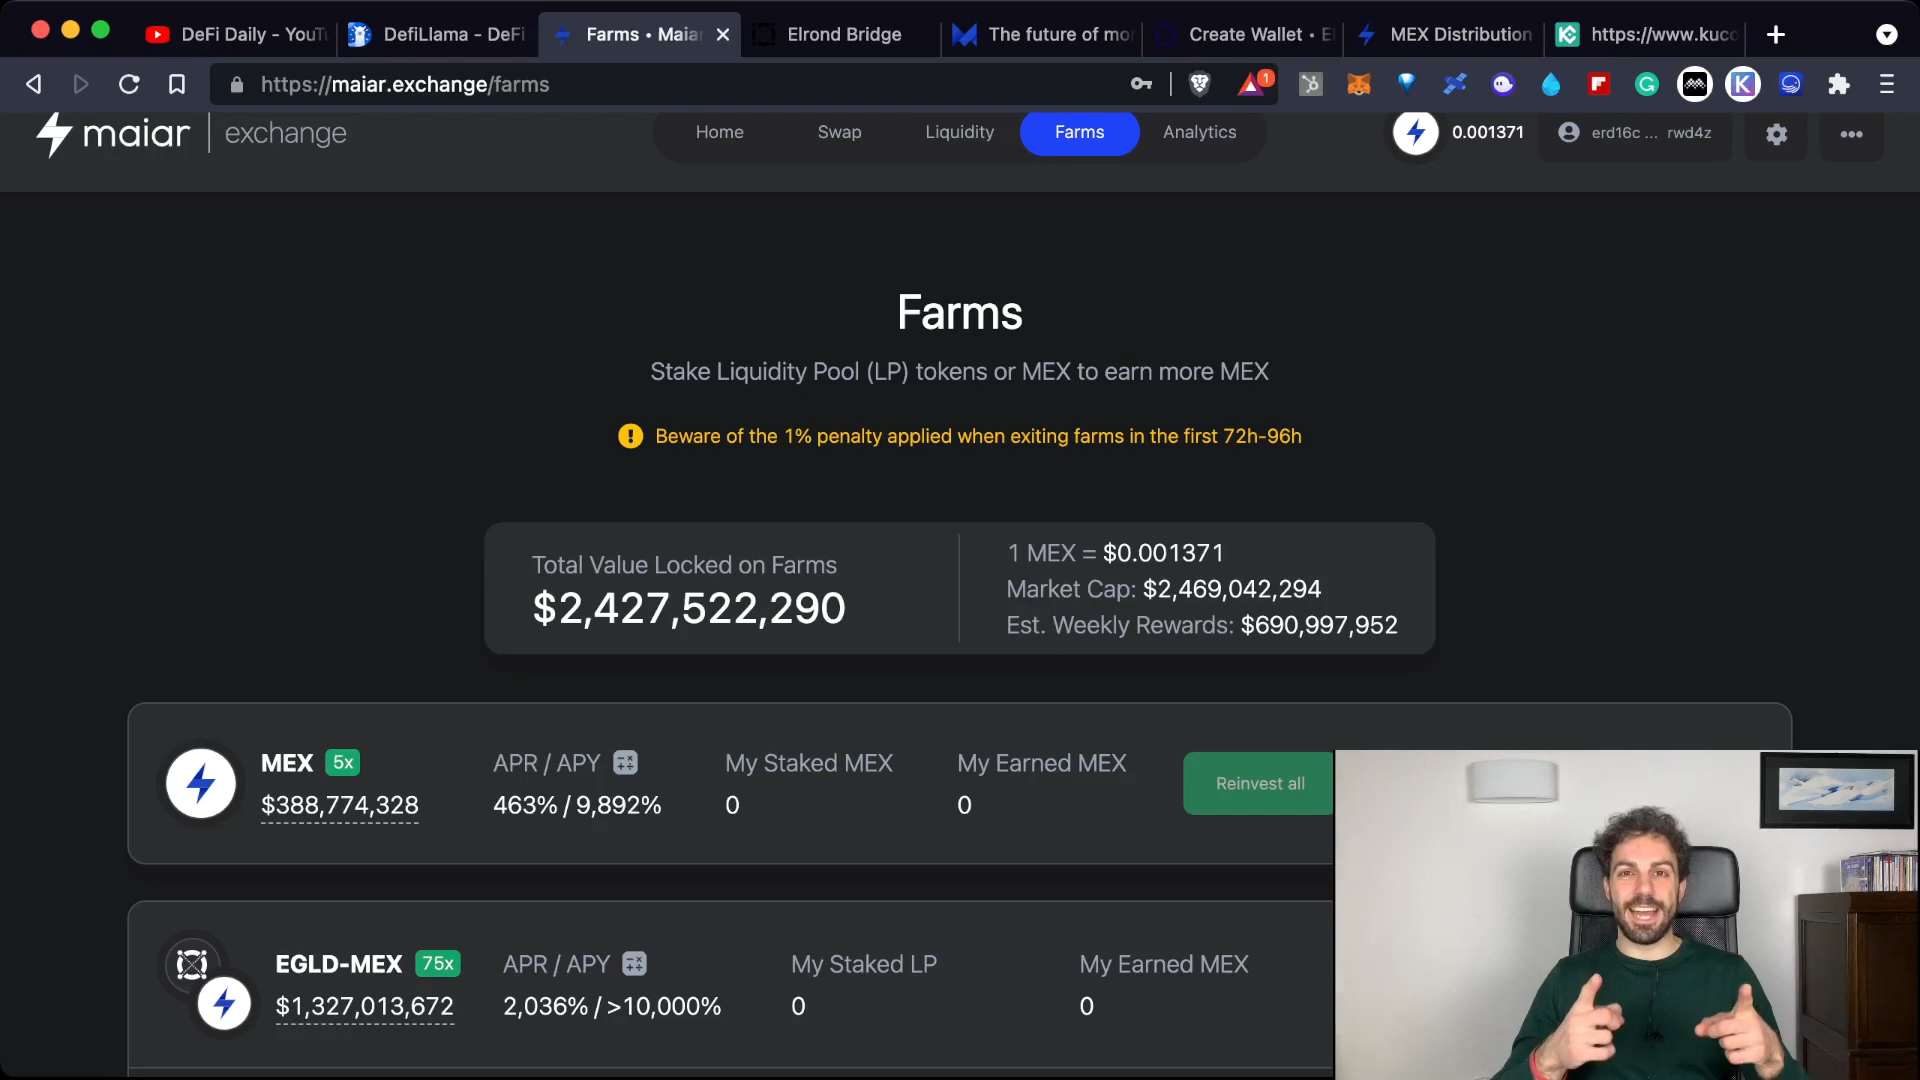 DeFi Daily - YouTu
DefiLlama - DeFi
Farms • Maiar
Elrond Bridge
The future of mon
Create Wallet • El
MEX Distribution
https://www.kuco
https://maiar.exchange/farms
1
maiar exchange
Home
Swap
Liquidity
Farms
Analytics
0.001371
erd16c ... rwd4z
Farms
Stake Liquidity Pool (LP) tokens or MEX to earn more MEX
Beware of the 1% penalty applied when exiting farms in the first 72h-96h
Total Value Locked on Farms
$2,427,522,290
1 MEX = $0.001371
Market Cap: $2,469,042,294
Est. Weekly Rewards: $690,997,952
MEX 5x
$388,774,328
APR / APY
463% / 9,892%
My Staked MEX
0
My Earned MEX
0
Reinvest all
EGLD-MEX 75x
$1,327,013,672
APR / APY
2,036% / >10,000%
My Staked LP
0
My Earned MEX
0